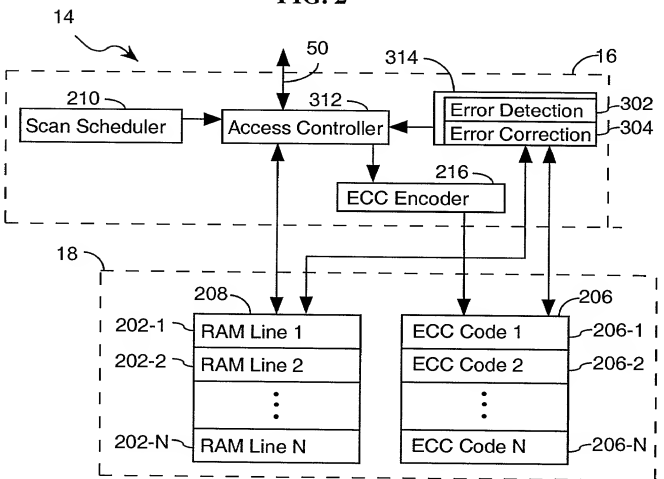 FIG. 2
14
50
314
16
210
312
Error Detection
302
Scan Scheduler
Access Controller
Error Correction
304
216
ECC Encoder
18
208
206
202-1
RAM Line 1
ECC Code 1
206-1
202-2
RAM Line 2
ECC Code 2
206-2
202-N
RAM Line N
ECC Code N
206-N